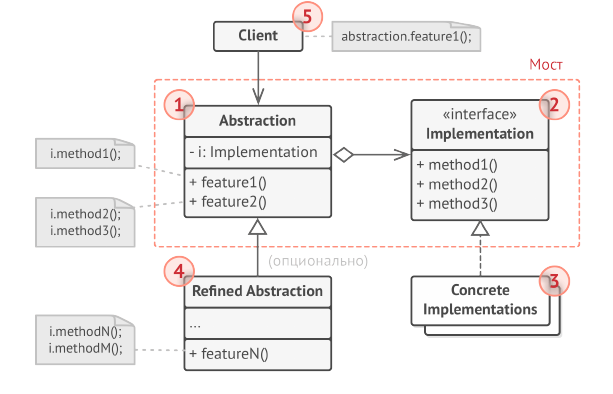 5
Client
abstraction.feature1();
Мост
1
Abstraction
- i: Implementation
+ feature1()
+ feature2()
2
«interface»
Implementation
+ method1()
+ method2()
+ method3()
i.method1();
i.method2();
i.method3();
(опционально)
4
Refined Abstraction
...
+ featureN()
3
Concrete
Implementations
i.methodN();
i.methodM();